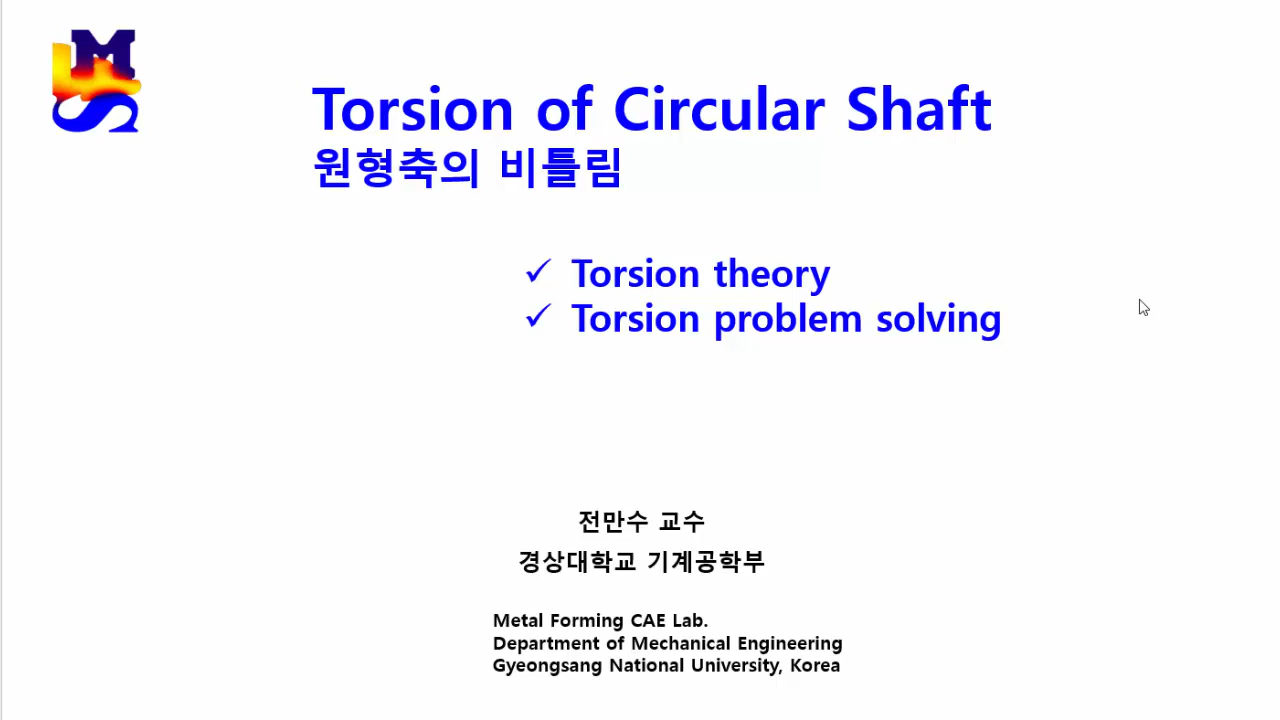 MS
Torsion of Circular Shaft
원형축의 비틀림
✓ Torsion theory
✓ Torsion problem solving
전만수 교수
경상대학교 기계공학부
Metal Forming CAE Lab.
Department of Mechanical Engineering
Gyeongsang National University, Korea